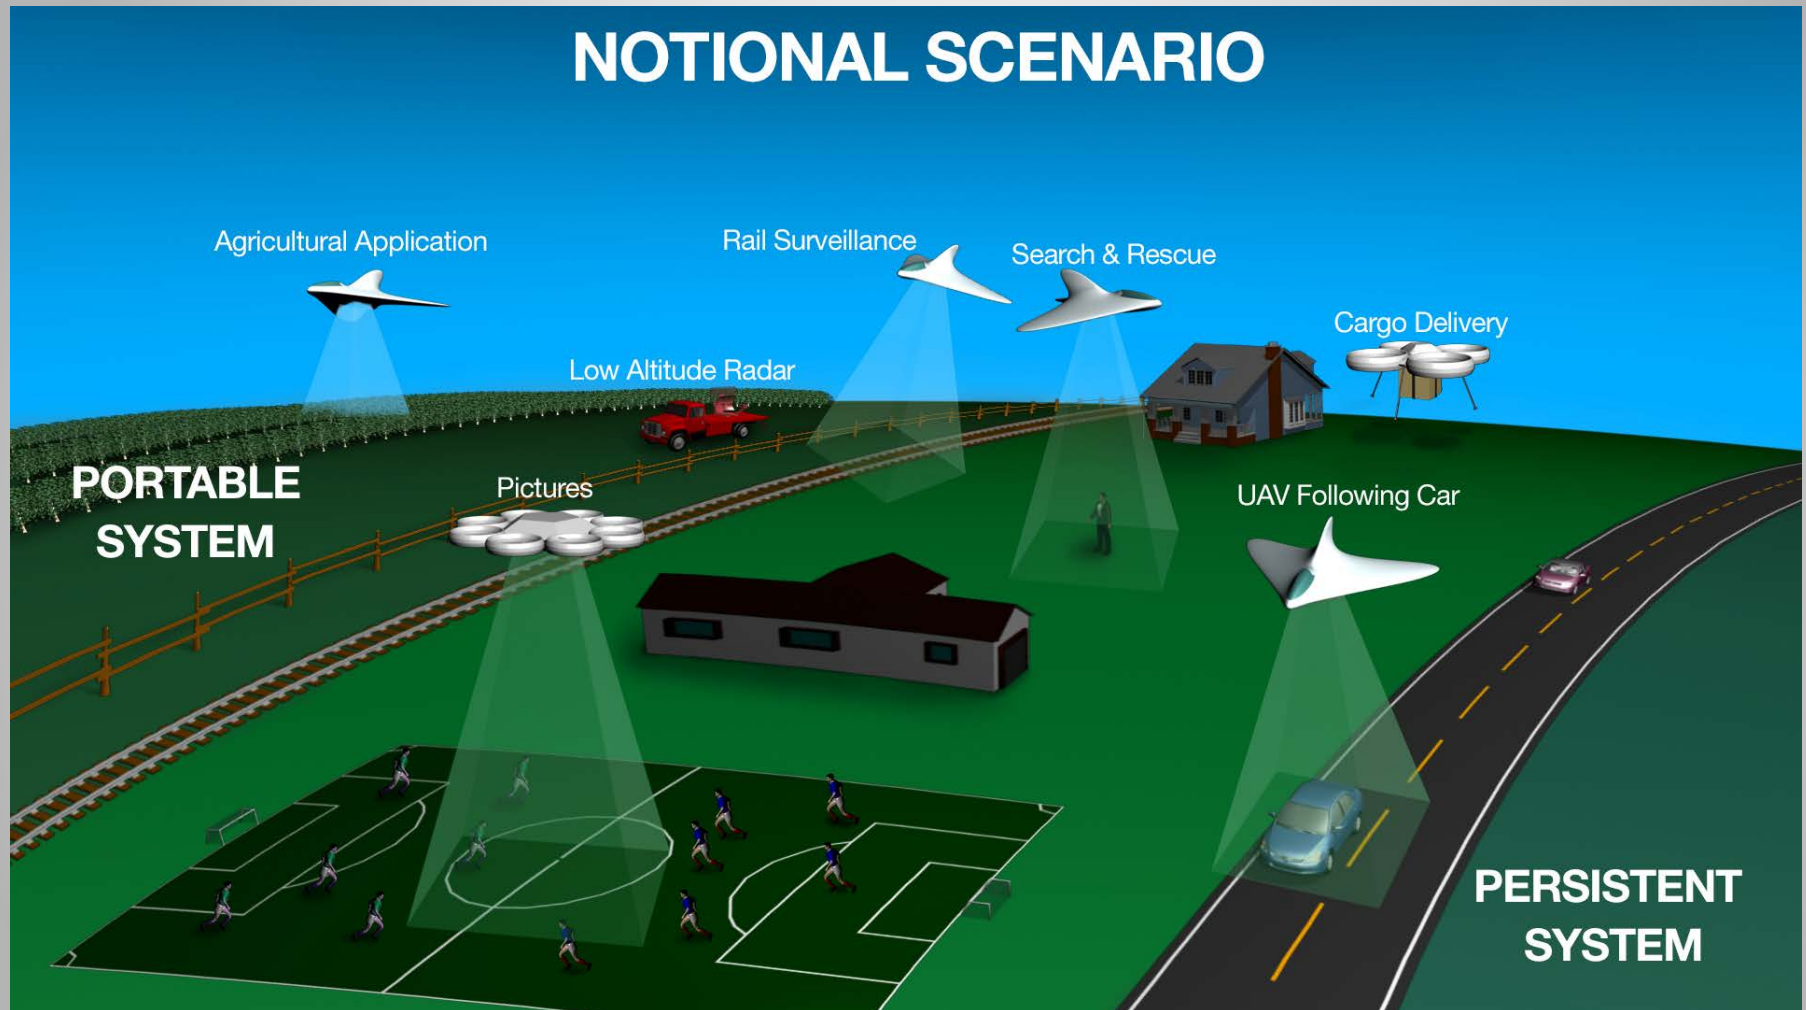 NOTIONAL SCENARIO
Agricultural Application
Rail Surveillance
Search & Rescue
Cargo Delivery
Low Altitude Radar
PORTABLE
SYSTEM
Pictures
UAV Following Car
PERSISTENT
SYSTEM